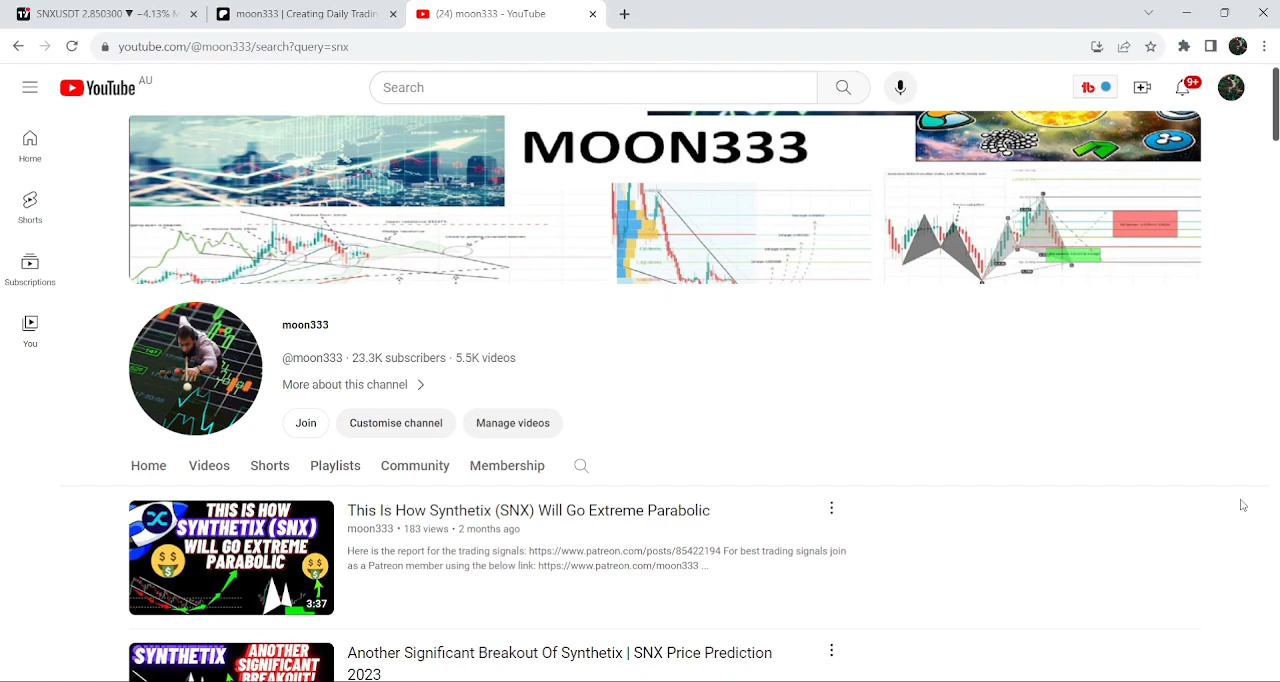 SNXUSDT 2.850300 ▼ −4.13%
moon333 | Creating Daily Tradin
(24) moon333 - YouTube
youtube.com/@moon333/search?query=snx
YouTube AU
Search
9+
Home
Shorts
Subscriptions
You
MOON333
moon333
@moon333 · 23.3K subscribers · 5.5K videos
More about this channel
Join
Customise channel
Manage videos
Home
Videos
Shorts
Playlists
Community
Membership
THIS IS HOW
SYNTHETIX (SNX)
WILL GO EXTREME
PARABOLIC
3:37
This Is How Synthetix (SNX) Will Go Extreme Parabolic
moon333 • 183 views • 2 months ago
Here is the report for the trading signals: https://www.patreon.com/posts/85422194 For best trading signals join
as a Patreon member using the below link: https://www.patreon.com/moon333 ...
SYNTHETIX
ANOTHER
SIGNIFICANT
BREAKOUT!
Another Significant Breakout Of Synthetix | SNX Price Prediction
2023